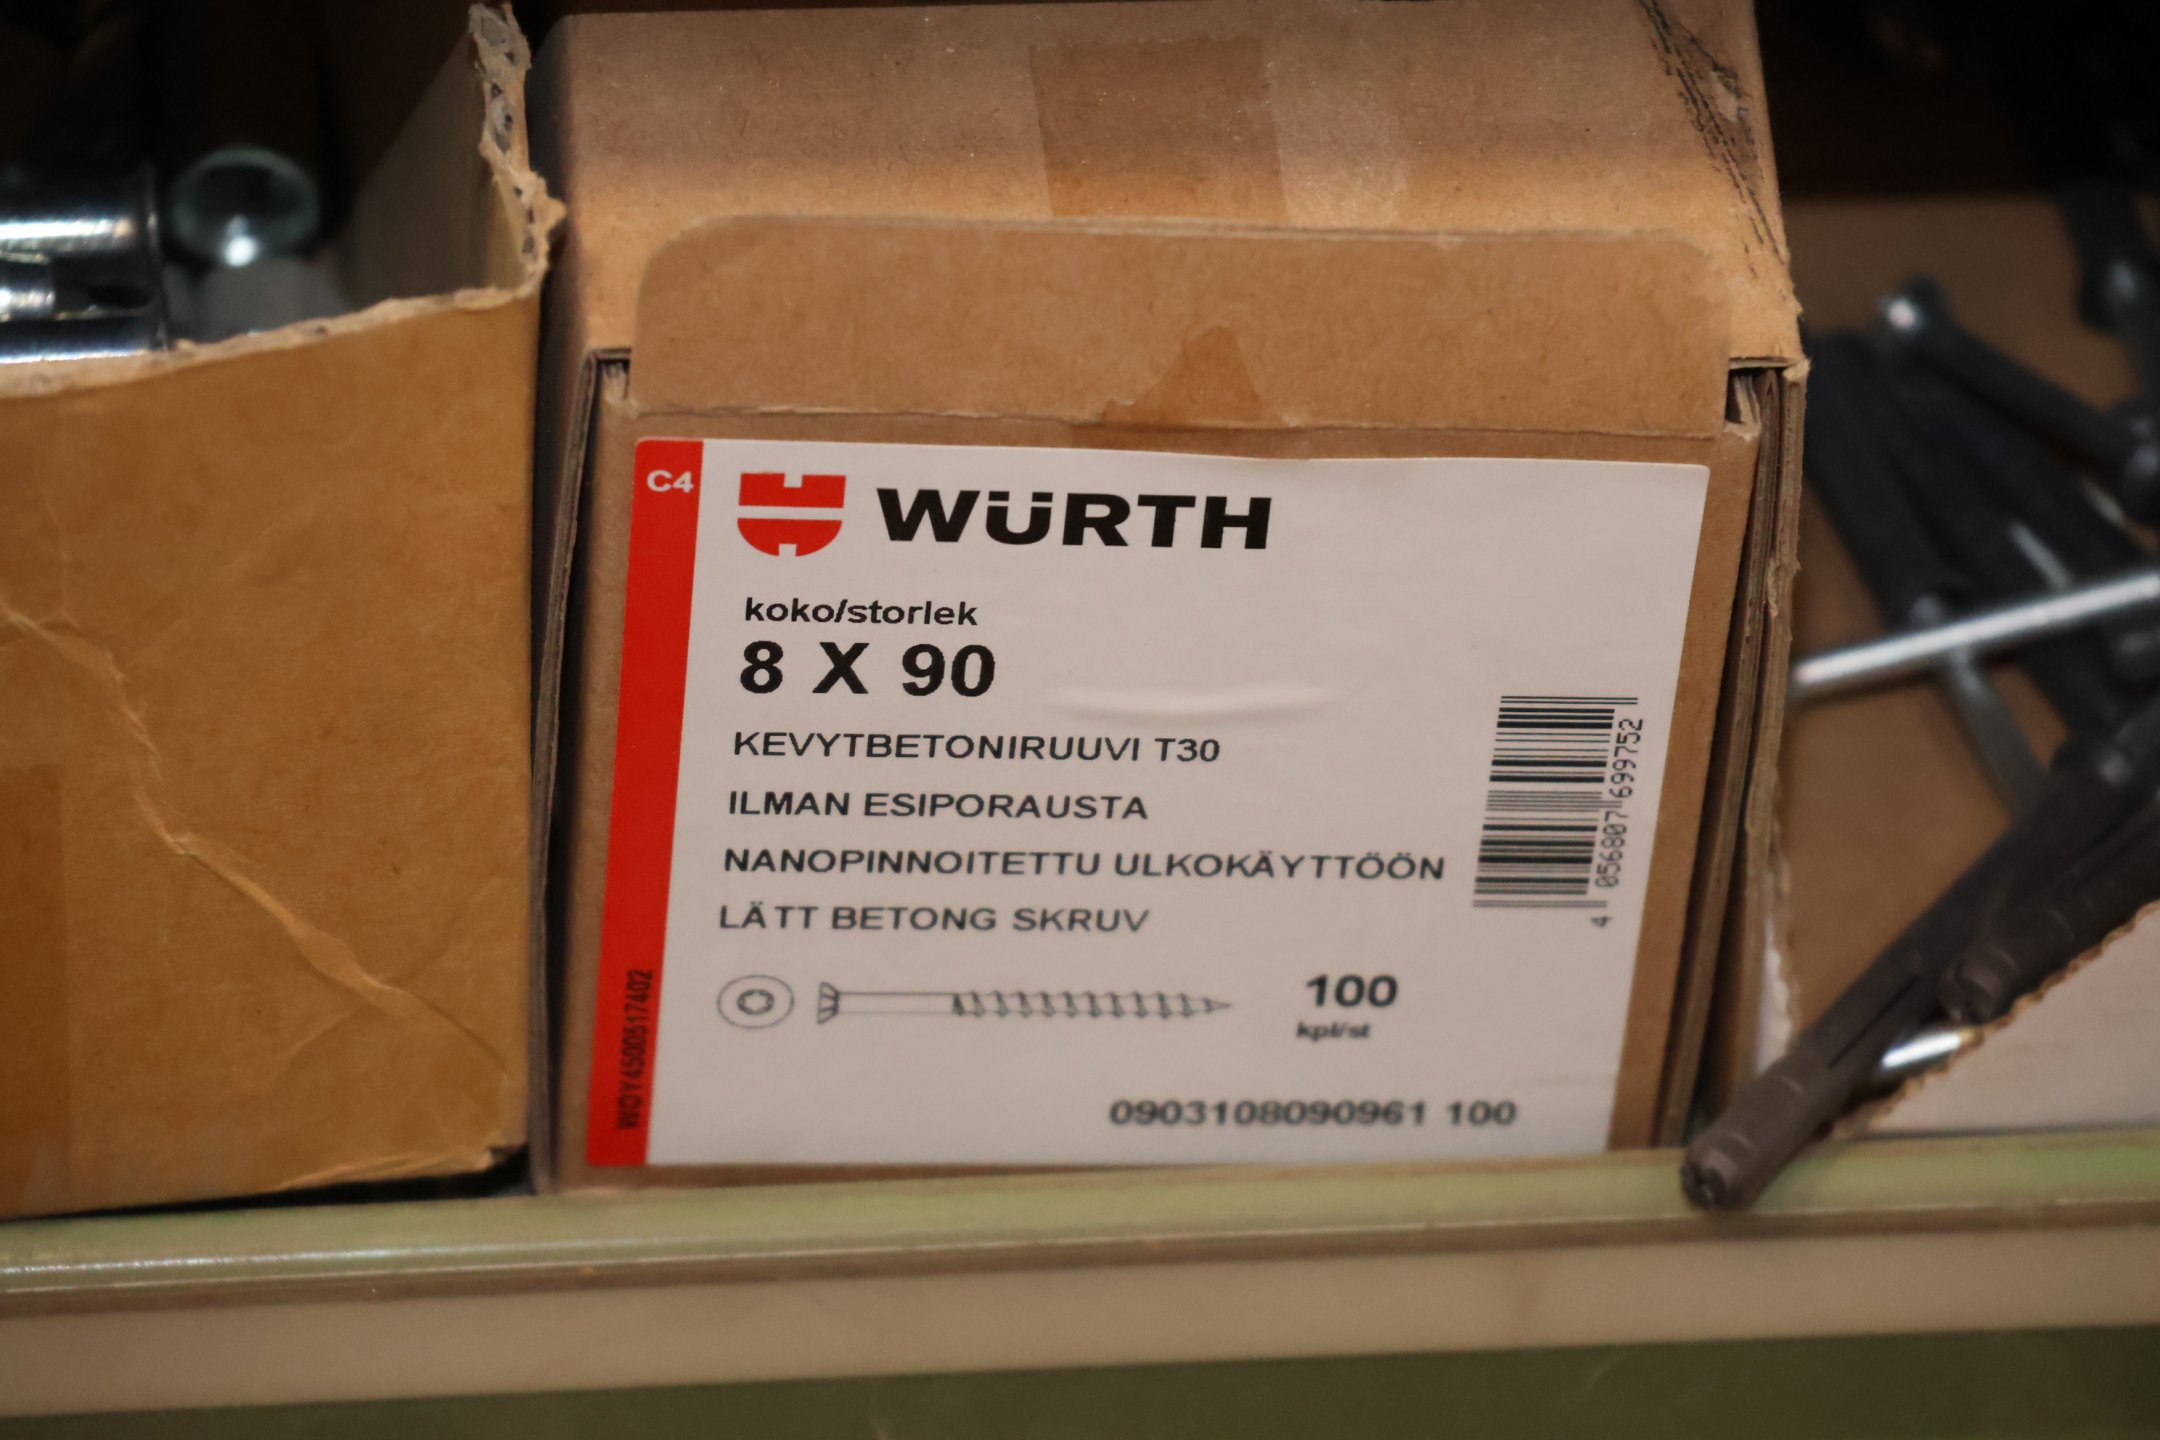 C4
WÜRTH
koko/storlek
8 X 90
KEVYTBETONIRUUVI T30
ILMAN ESIPORAUSTA
NANOPINNOITETTU ULKOKÄYTTÖÖN
LÄTT BETONG SKRUV
100
kpl/st
0903108090961 100
4 056807 699752
WOY4500517402